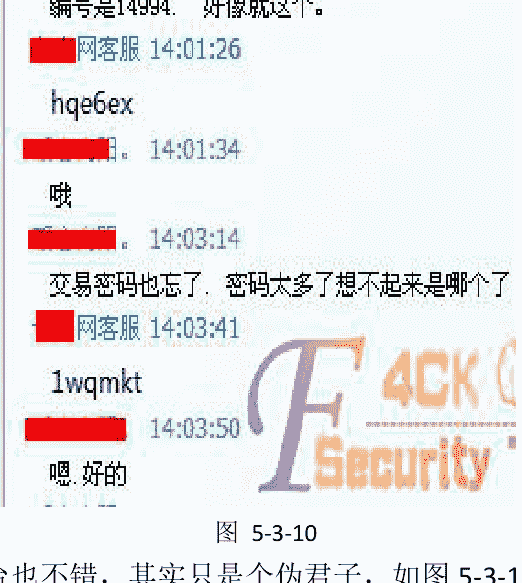 编号是14994. 好像就这个。
网客服 14:01:26
hqe6ex
。 14:01:34
哦
。 14:03:14
交易密码也忘了. 密码太多了想不起来是哪个了
网客服 14:03:41
1wqmkt
14:03:50
嗯.好的
F4CK
Security
图 5-3-10
也不错，其实只是个伪君子，如图 5-3-1